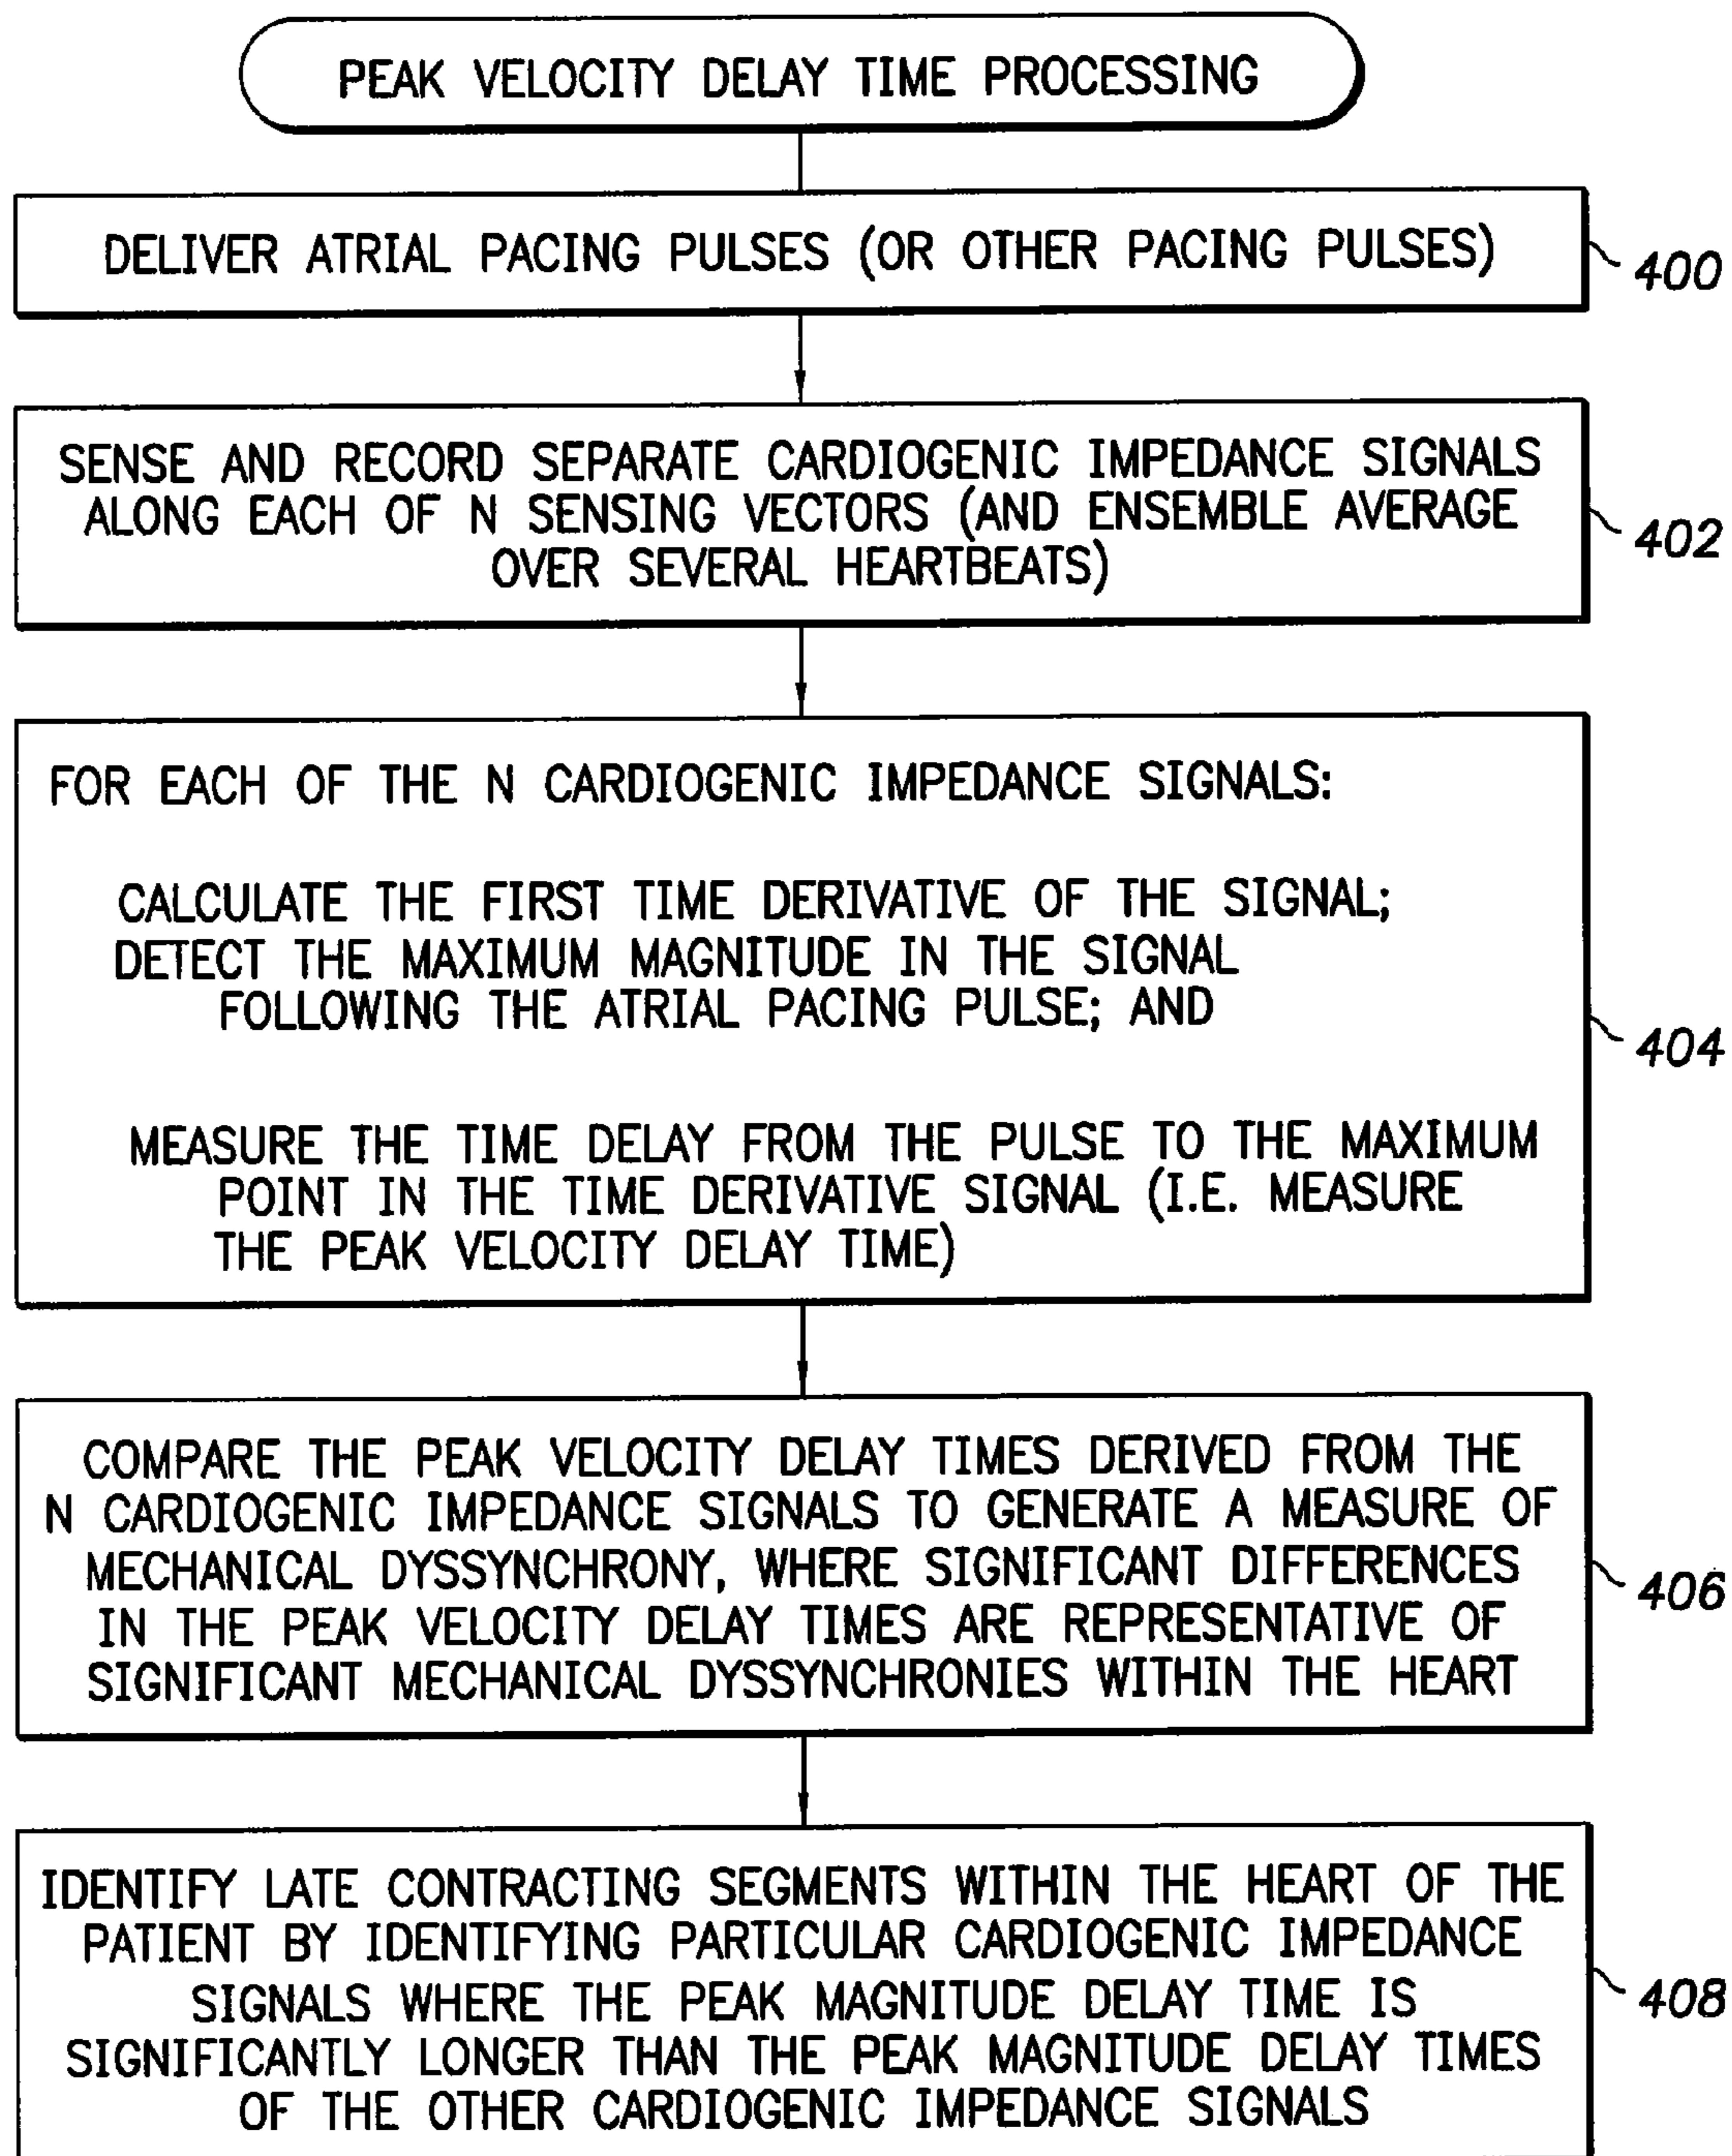 PEAK VELOCITY DELAY TIME PROCESSING
DELIVER ATRIAL PACING PULSES (OR OTHER PACING PULSES)
400
SENSE AND RECORD SEPARATE CARDIOGENIC IMPEDANCE SIGNALS
ALONG EACH OF N SENSING VECTORS (AND ENSEMBLE AVERAGE
OVER SEVERAL HEARTBEATS)
402
FOR EACH OF THE N CARDIOGENIC IMPEDANCE SIGNALS:
CALCULATE THE FIRST TIME DERIVATIVE OF THE SIGNAL;
DETECT THE MAXIMUM MAGNITUDE IN THE SIGNAL
FOLLOWING THE ATRIAL PACING PULSE; AND
MEASURE THE TIME DELAY FROM THE PULSE TO THE MAXIMUM
POINT IN THE TIME DERIVATIVE SIGNAL (I.E. MEASURE
THE PEAK VELOCITY DELAY TIME)
404
COMPARE THE PEAK VELOCITY DELAY TIMES DERIVED FROM THE
N CARDIOGENIC IMPEDANCE SIGNALS TO GENERATE A MEASURE OF
MECHANICAL DYSSYNCHRONY, WHERE SIGNIFICANT DIFFERENCES
IN THE PEAK VELOCITY DELAY TIMES ARE REPRESENTATIVE OF
SIGNIFICANT MECHANICAL DYSSYNCHRONIES WITHIN THE HEART
406
IDENTIFY LATE CONTRACTING SEGMENTS WITHIN THE HEART OF THE
PATIENT BY IDENTIFYING PARTICULAR CARDIOGENIC IMPEDANCE
SIGNALS WHERE THE PEAK MAGNITUDE DELAY TIME IS
SIGNIFICANTLY LONGER THAN THE PEAK MAGNITUDE DELAY TIMES
OF THE OTHER CARDIOGENIC IMPEDANCE SIGNALS
408